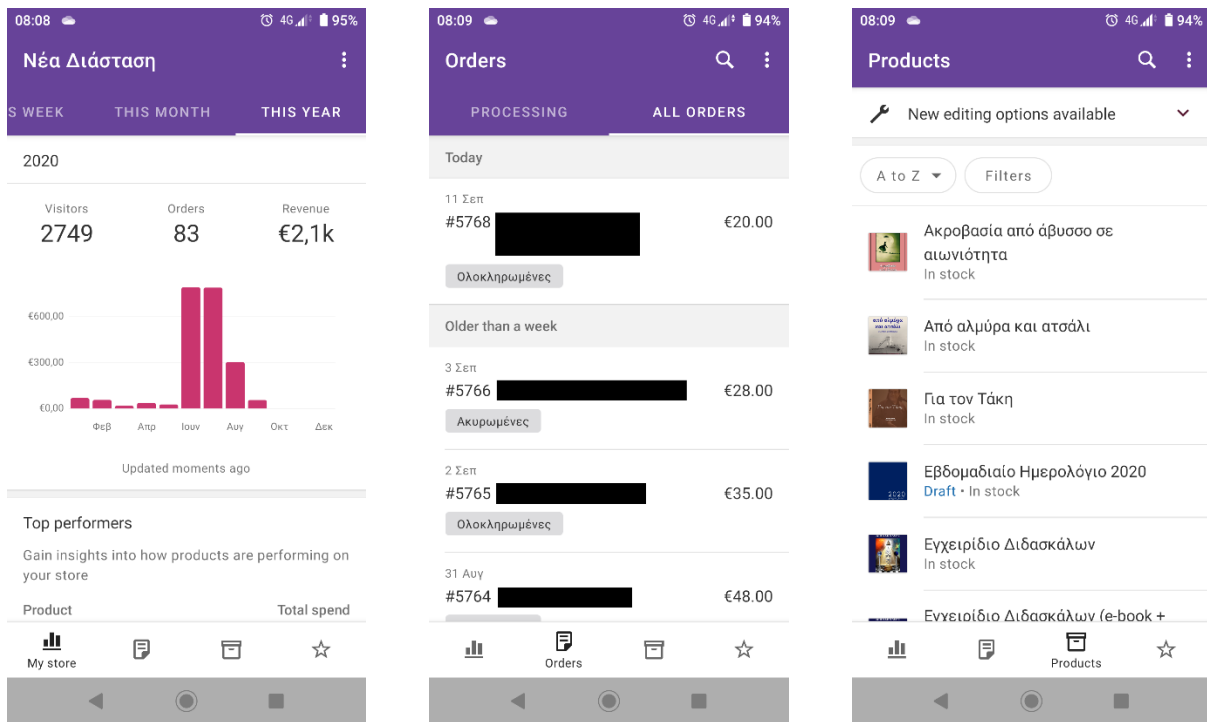 08:08
4G
95%
Νέα Διάσταση
S WEEK
THIS MONTH
THIS YEAR
2020
Visitors
Orders
Revenue
2749
83
€2,1k
€600,00
€300,00
€0,00
Φεβ
Απρ
Ιουν
Αυγ
Οκτ
Δεκ
Updated moments ago
Top performers
Gain insights into how products are performing on
your store
Product
Total spend
My store
08:09
4G
94%
Orders
PROCESSING
ALL ORDERS
Today
11 Σεπ
#5768
€20.00
Ολοκληρωμένες
Older than a week
3 Σεπ
#5766
€28.00
Ακυρωμένες
2 Σεπ
#5765
€35.00
Ολοκληρωμένες
31 Αυγ
#5764
€48.00
Orders
08:09
4G
94%
Products
New editing options available
A to Z
Filters
Ακροβασία από άβυσσο σε
αιωνιότητα
In stock
Από αλμύρα και ατσάλι
In stock
Για τον Τάκη
In stock
2020
Εβδομαδιαίο Ημερολόγιο 2020
Draft • In stock
Εγχειρίδιο Διδασκάλων
In stock
Εγχειρίδιο Διδασκάλων (e-book +
Products